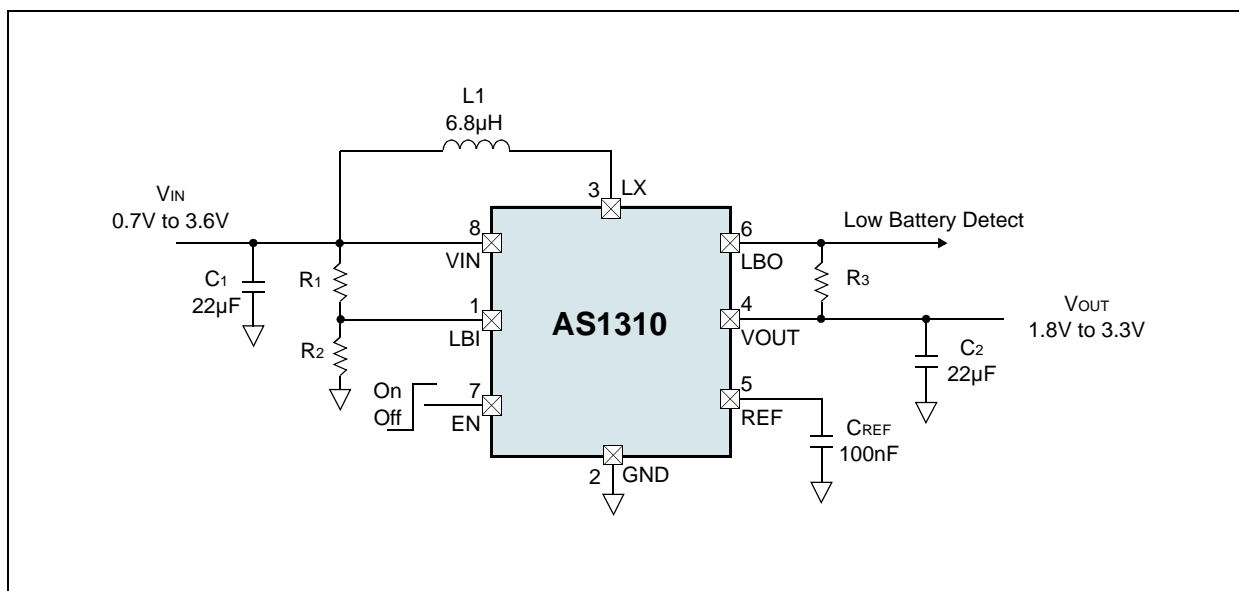 L1
6.8µH
VIN
0.7V to 3.6V
3 LX
8
VIN
6
LBO
Low Battery Detect
C1
22µF
R1
R2
1
LBI
AS1310
4
VOUT
R3
VOUT
1.8V to 3.3V
C2
22µF
On
Off
7
EN
5
REF
CREF
100nF
2 GND